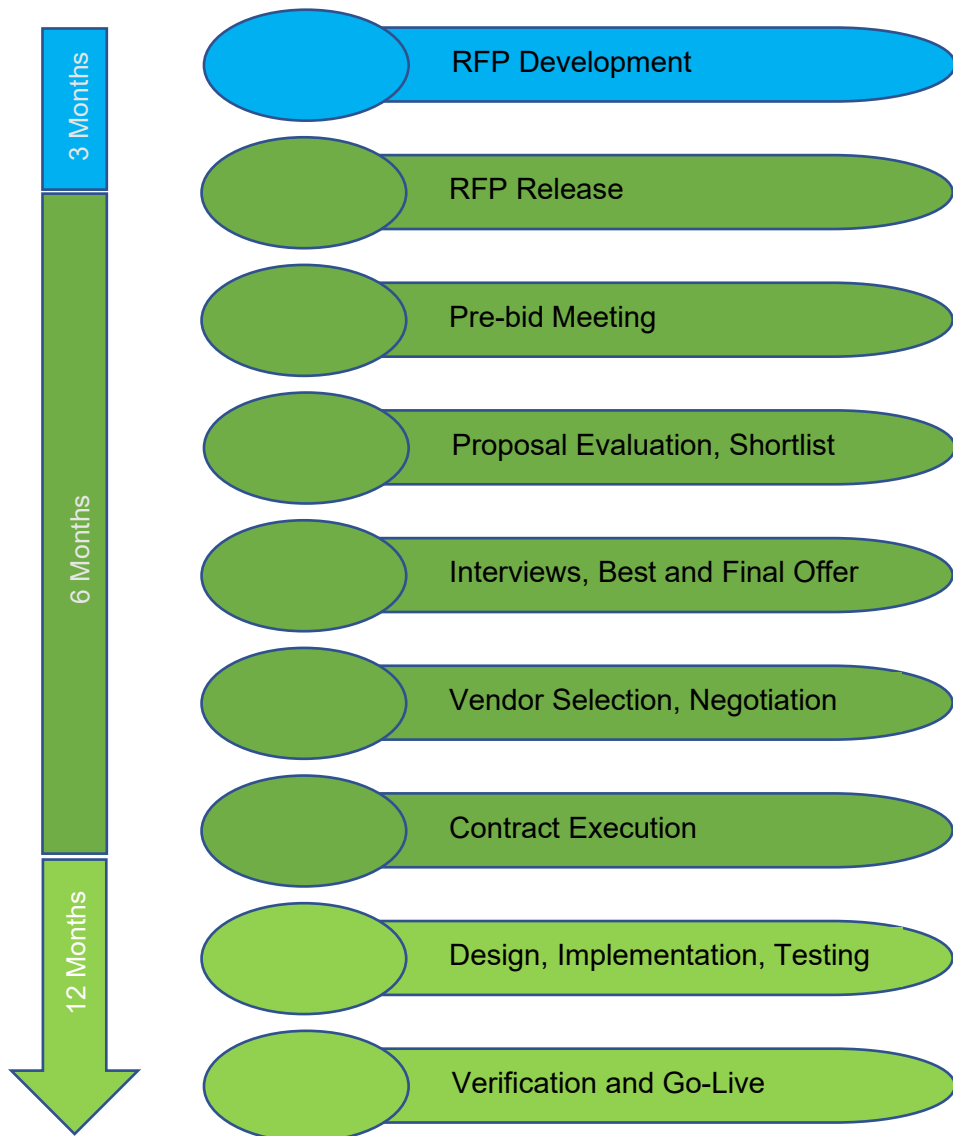 3 Months
RFP Development
RFP Release
Pre-bid Meeting
Proposal Evaluation, Shortlist
6 Months
Interviews, Best and Final Offer
Vendor Selection, Negotiation
Contract Execution
12 Months
Design, Implementation, Testing
Verification and Go-Live